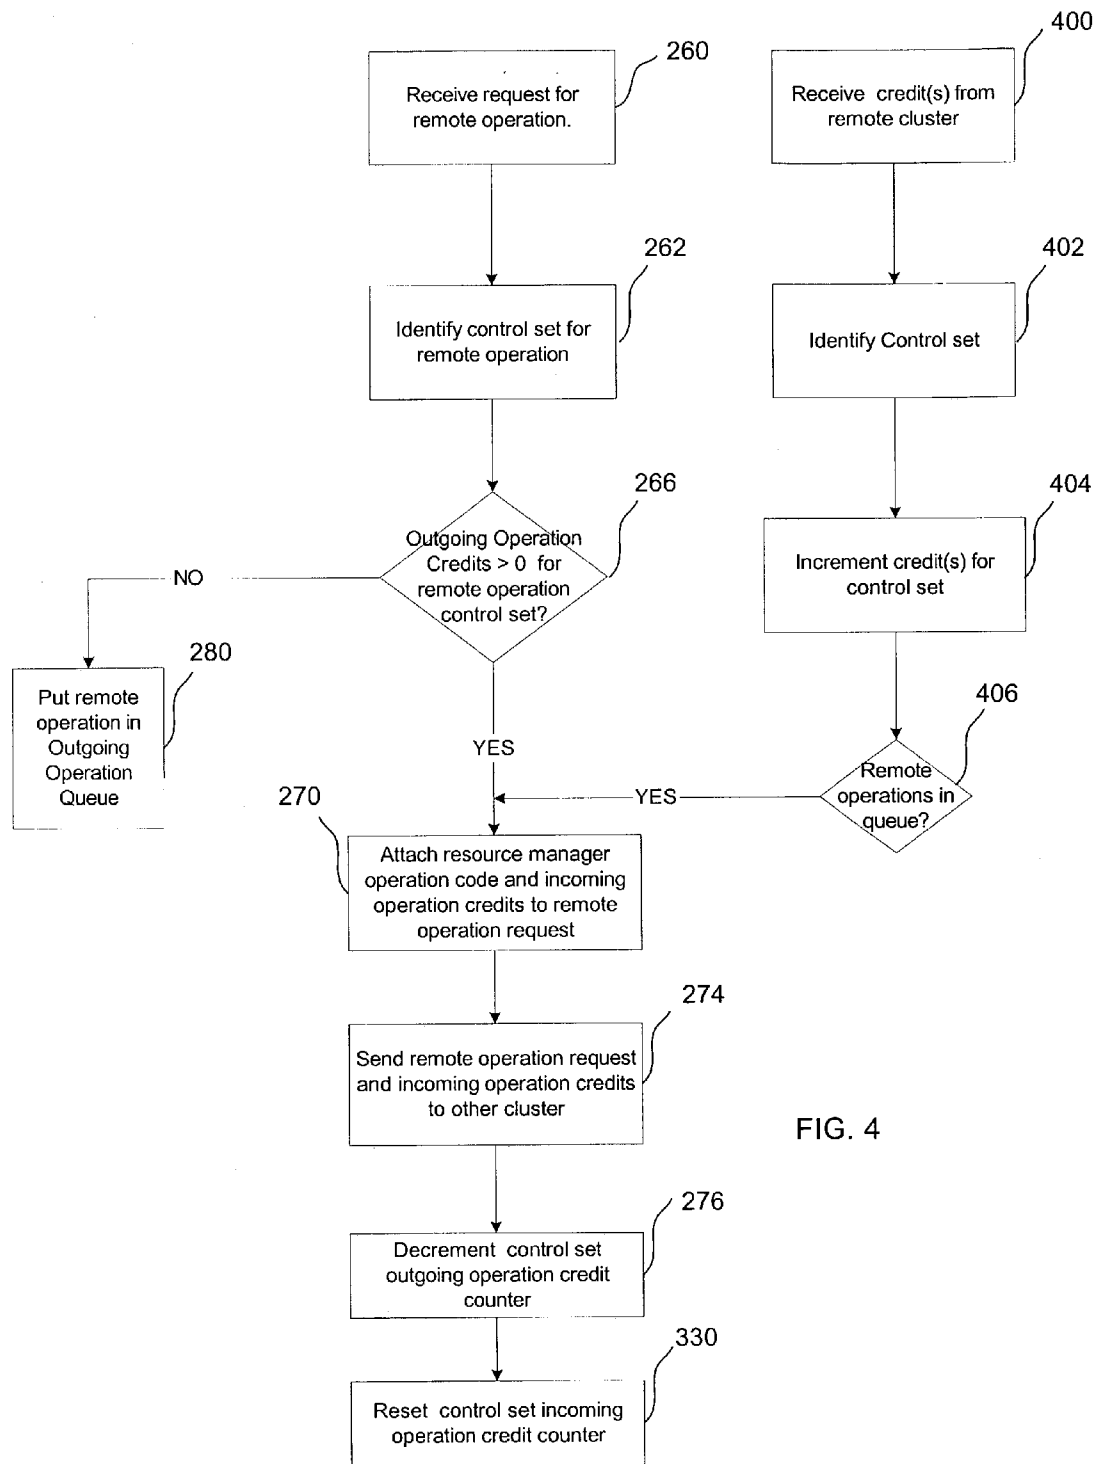 260
Receive request for
remote operation.
400
Receive credit(s) from
remote cluster
262
Identify control set for
remote operation
402
Identify Control set
266
Outgoing Operation
Credits > 0 for
remote operation
control set?
404
Increment credit(s) for
control set
NO
280
Put remote
operation in
Outgoing
Operation
Queue
YES
406
Remote
operations in
queue?
YES
270
Attach resource manager
operation code and incoming
operation credits to remote
operation request
274
Send remote operation request
and incoming operation credits
to other cluster
FIG. 4
276
Decrement control set
outgoing operation credit
counter
330
Reset control set incoming
operation credit counter